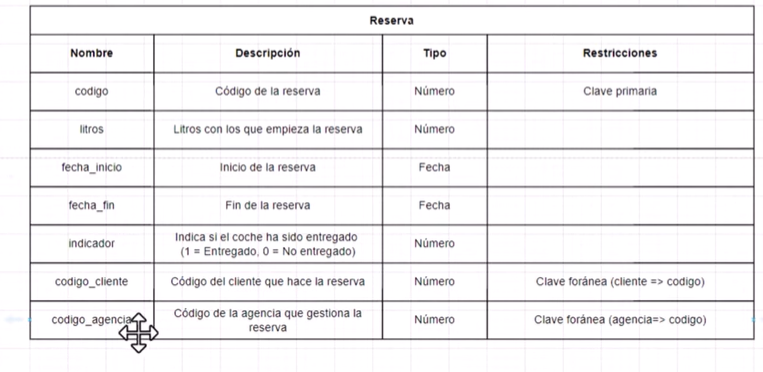 Reserva
Nombre Descripción Tipo Restricciones
codigo Código de la reserva Número Clave primaria
litros Litros con los que empieza la reserva Número
fecha_inicio Inicio de la reserva Fecha
fecha_fin Fin de la reserva Fecha
indicador Indica si el coche ha sido entregado
(1 = Entregado, 0 = No entregado) Número
codigo_cliente Código del cliente que hace la reserva Número Clave foránea (cliente => codigo)
codigo_agencia Código de la agencia que gestiona la
reserva Número Clave foránea (agencia=> codigo)